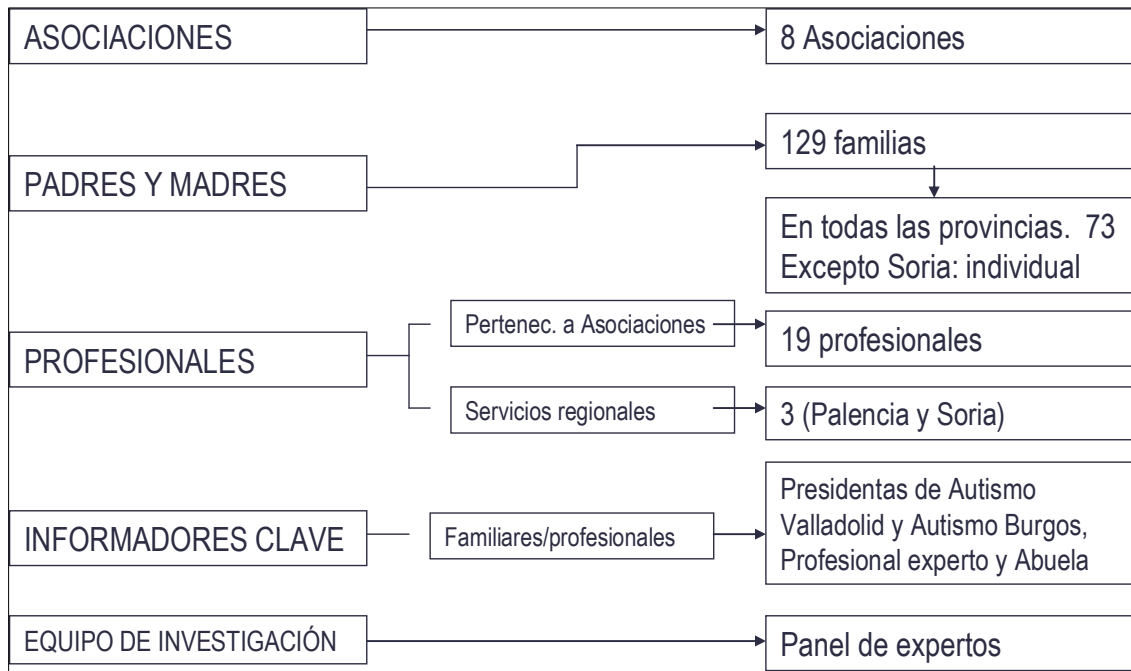 ASOCIACIONES
8 Asociaciones
PADRES Y MADRES
129 familias
En todas las provincias. 73
Excepto Soria: individual
PROFESIONALES
Pertenec. a Asociaciones
19 profesionales
Servicios regionales
3 (Palencia y Soria)
INFORMADORES CLAVE
Familiares/profesionales
Presidentas de Autismo
Valladolid y Autismo Burgos,
Profesional experto y Abuela
EQUIPO DE INVESTIGACIÓN
Panel de expertos